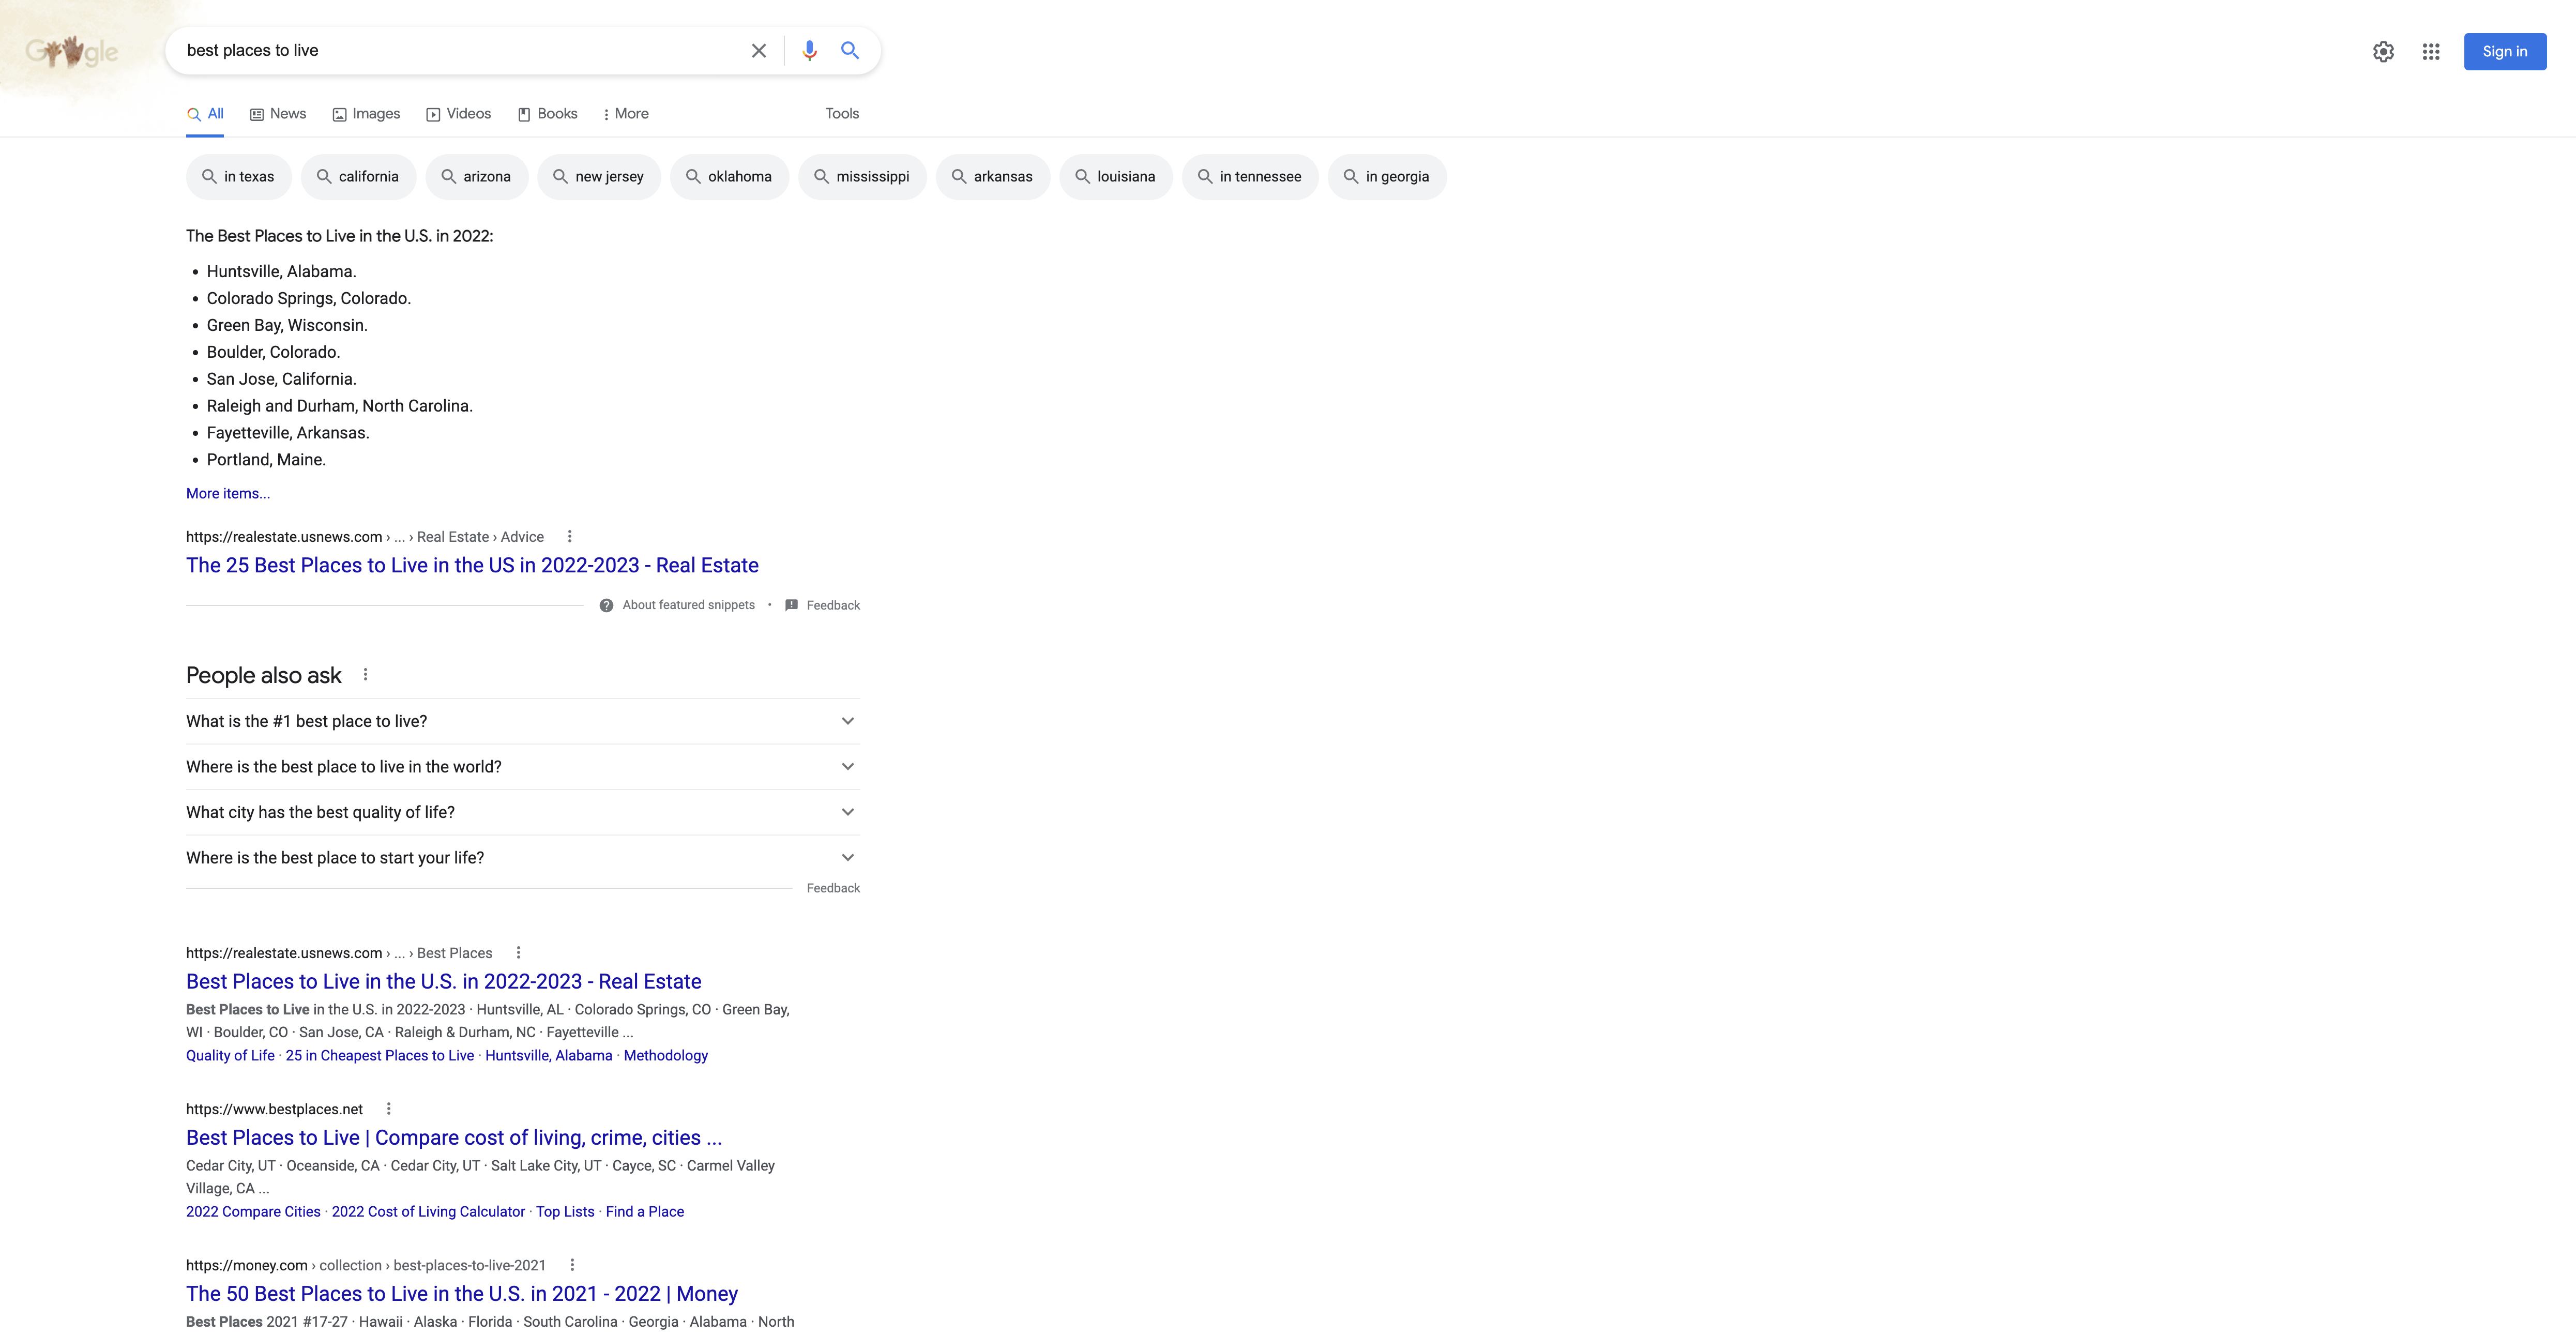 Google
best places to live
Sign in
All News Images Videos Books More Tools
in texas california arizona new jersey oklahoma mississippi arkansas louisiana in tennessee in georgia
The Best Places to Live in the U.S. in 2022:
• Huntsville, Alabama.
• Colorado Springs, Colorado.
• Green Bay, Wisconsin.
• Boulder, Colorado.
• San Jose, California.
• Raleigh and Durham, North Carolina.
• Fayetteville, Arkansas.
• Portland, Maine.
More items...
https://realestate.usnews.com › ... › Real Estate › Advice
The 25 Best Places to Live in the US in 2022-2023 - Real Estate
About featured snippets • Feedback
People also ask
What is the #1 best place to live?
Where is the best place to live in the world?
What city has the best quality of life?
Where is the best place to start your life?
Feedback
https://realestate.usnews.com › ... › Best Places
Best Places to Live in the U.S. in 2022-2023 - Real Estate
Best Places to Live in the U.S. in 2022-2023 · Huntsville, AL · Colorado Springs, CO · Green Bay,
WI · Boulder, CO · San Jose, CA · Raleigh & Durham, NC · Fayetteville ...
Quality of Life · 25 in Cheapest Places to Live · Huntsville, Alabama · Methodology
https://www.bestplaces.net
Best Places to Live | Compare cost of living, crime, cities ...
Cedar City, UT · Oceanside, CA · Cedar City, UT · Salt Lake City, UT · Cayce, SC · Carmel Valley
Village, CA ...
2022 Compare Cities · 2022 Cost of Living Calculator · Top Lists · Find a Place
https://money.com › collection › best-places-to-live-2021
The 50 Best Places to Live in the U.S. in 2021 - 2022 | Money
Best Places 2021 #17-27 · Hawaii · Alaska · Florida · South Carolina · Georgia · Alabama · North